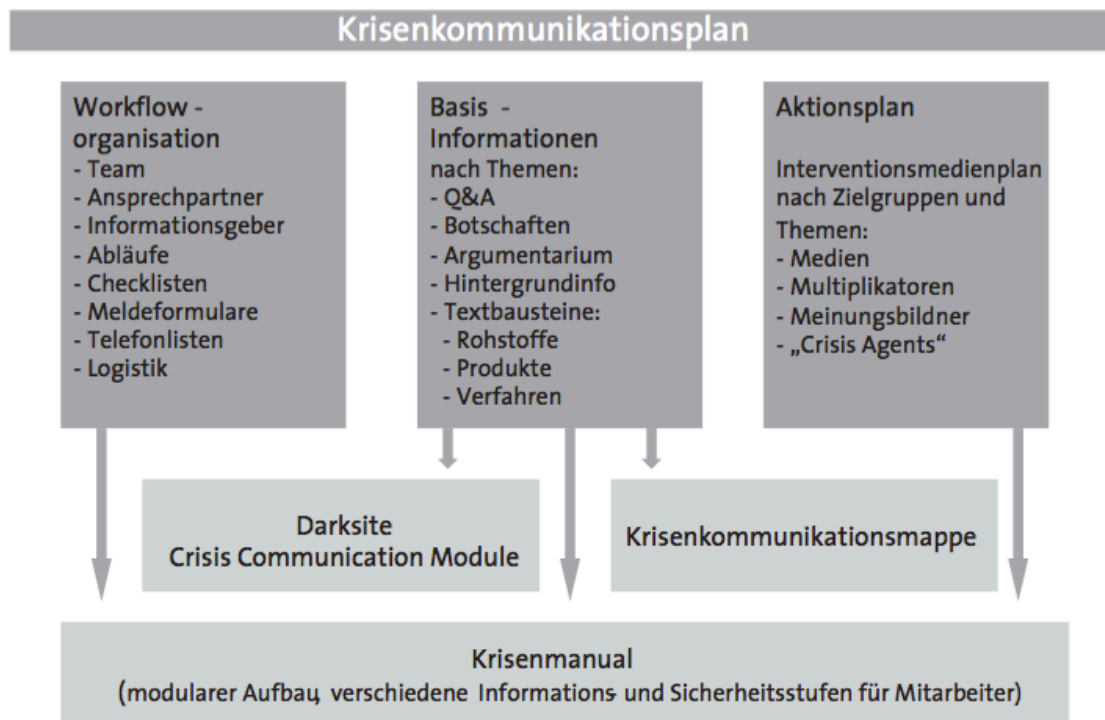 Krisenkommunikationsplan
Workflow -
organisation
- Team
- Ansprechpartner
- Informationsgeber
- Abläufe
- Checklisten
- Meldeformulare
- Telefonlisten
- Logistik
Basis -
Informationen
nach Themen:
- Q&A
- Botschaften
- Argumentarium
- Hintergrundinfo
- Textbausteine:
- Rohstoffe
- Produkte
- Verfahren
Aktionsplan
Interventionsmedienplan
nach Zielgruppen und
Themen:
- Medien
- Multiplikatoren
- Meinungsbildner
- „Crisis Agents“
Darksite
Crisis Communication Module
Krisenkommunikationsmappe
Krisenmanual
(modularer Aufbau, verschiedene Informations- und Sicherheitsstufen für Mitarbeiter)